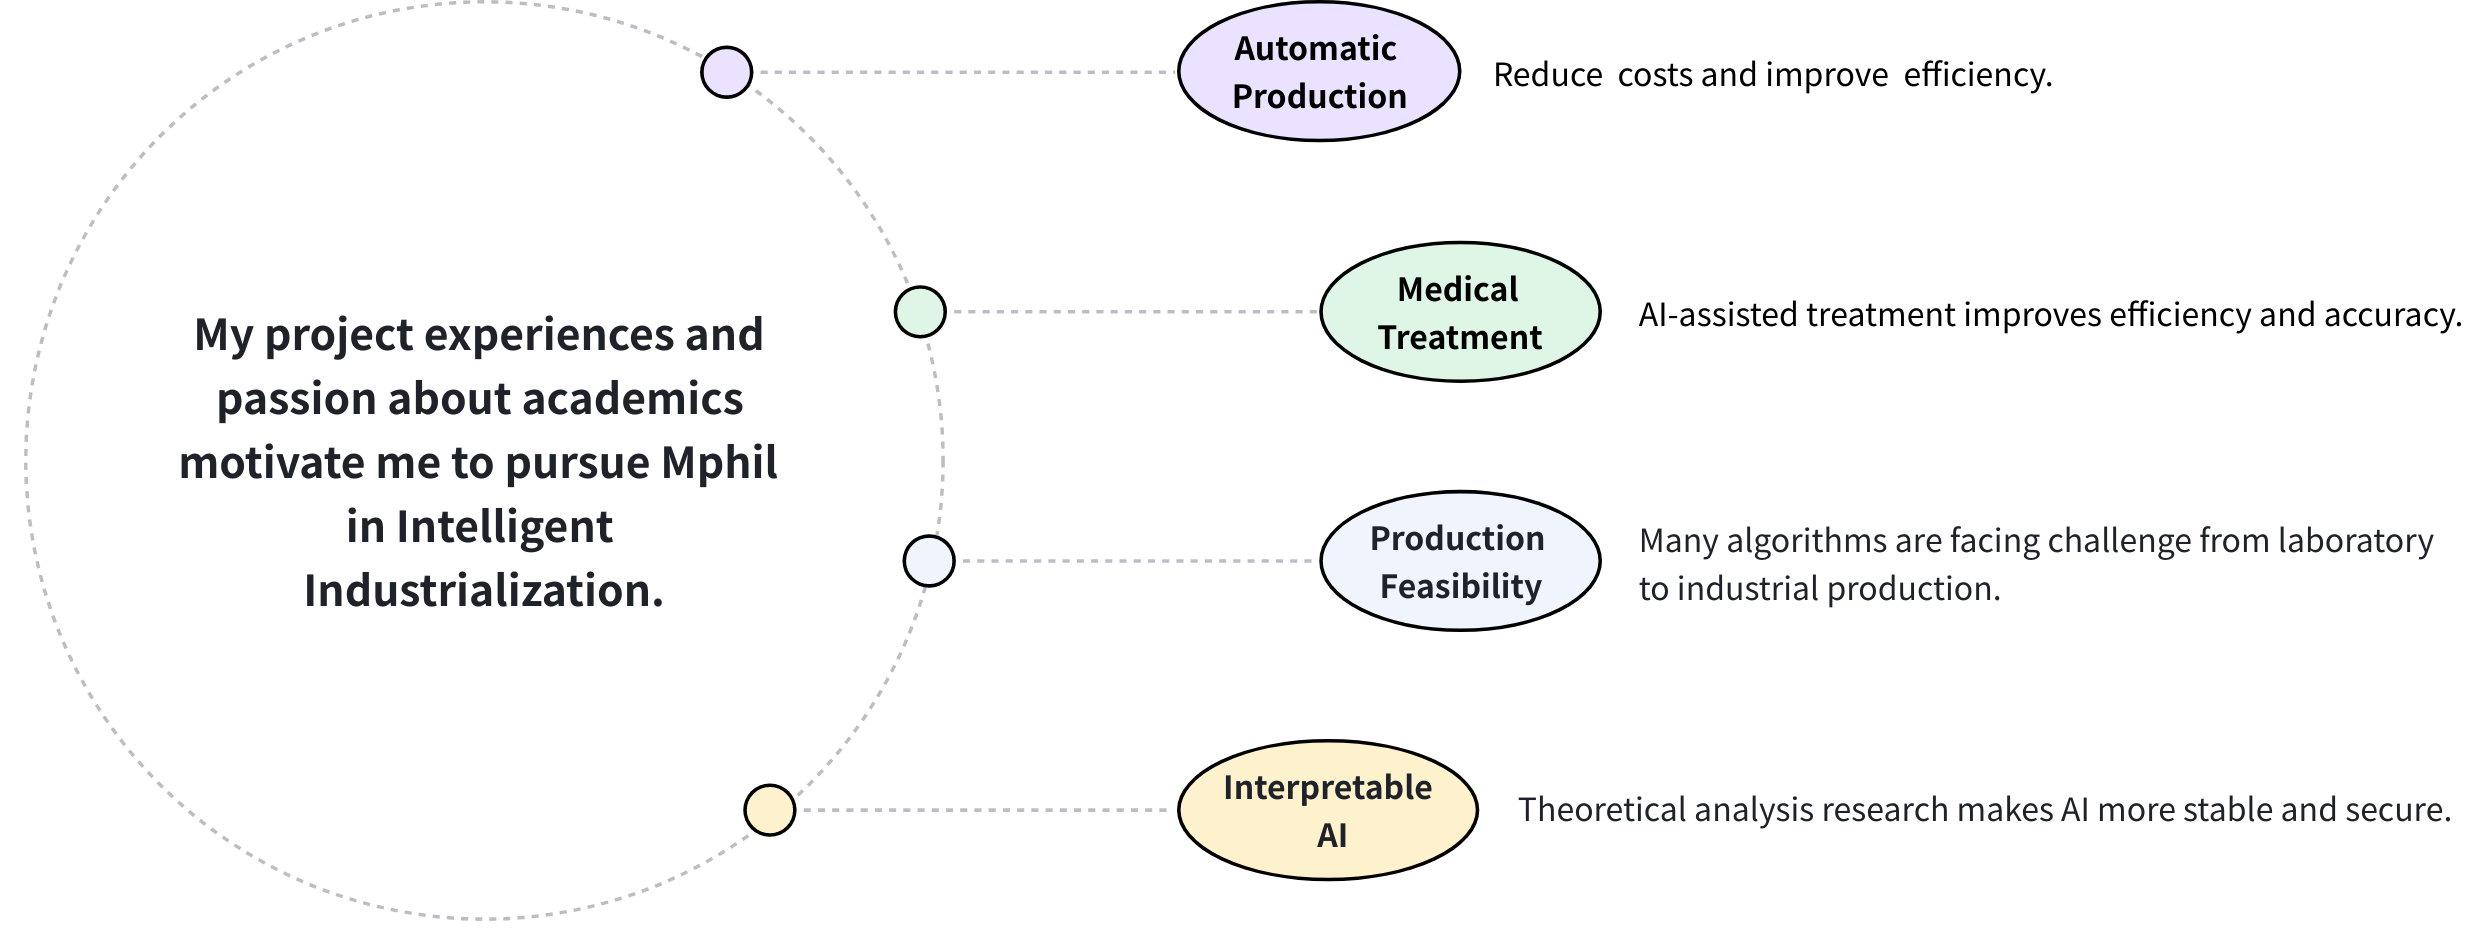 My project experiences and
passion about academics
motivate me to pursue Mphil
in Intelligent
Industrialization.
Automatic
Production
Reduce  costs and improve  efficiency.
Medical
Treatment
AI-assisted treatment improves efficiency and accuracy.
Production
Feasibility
Many algorithms are facing challenge from laboratory
to industrial production.
Interpretable
AI
Theoretical analysis research makes AI more stable and secure.